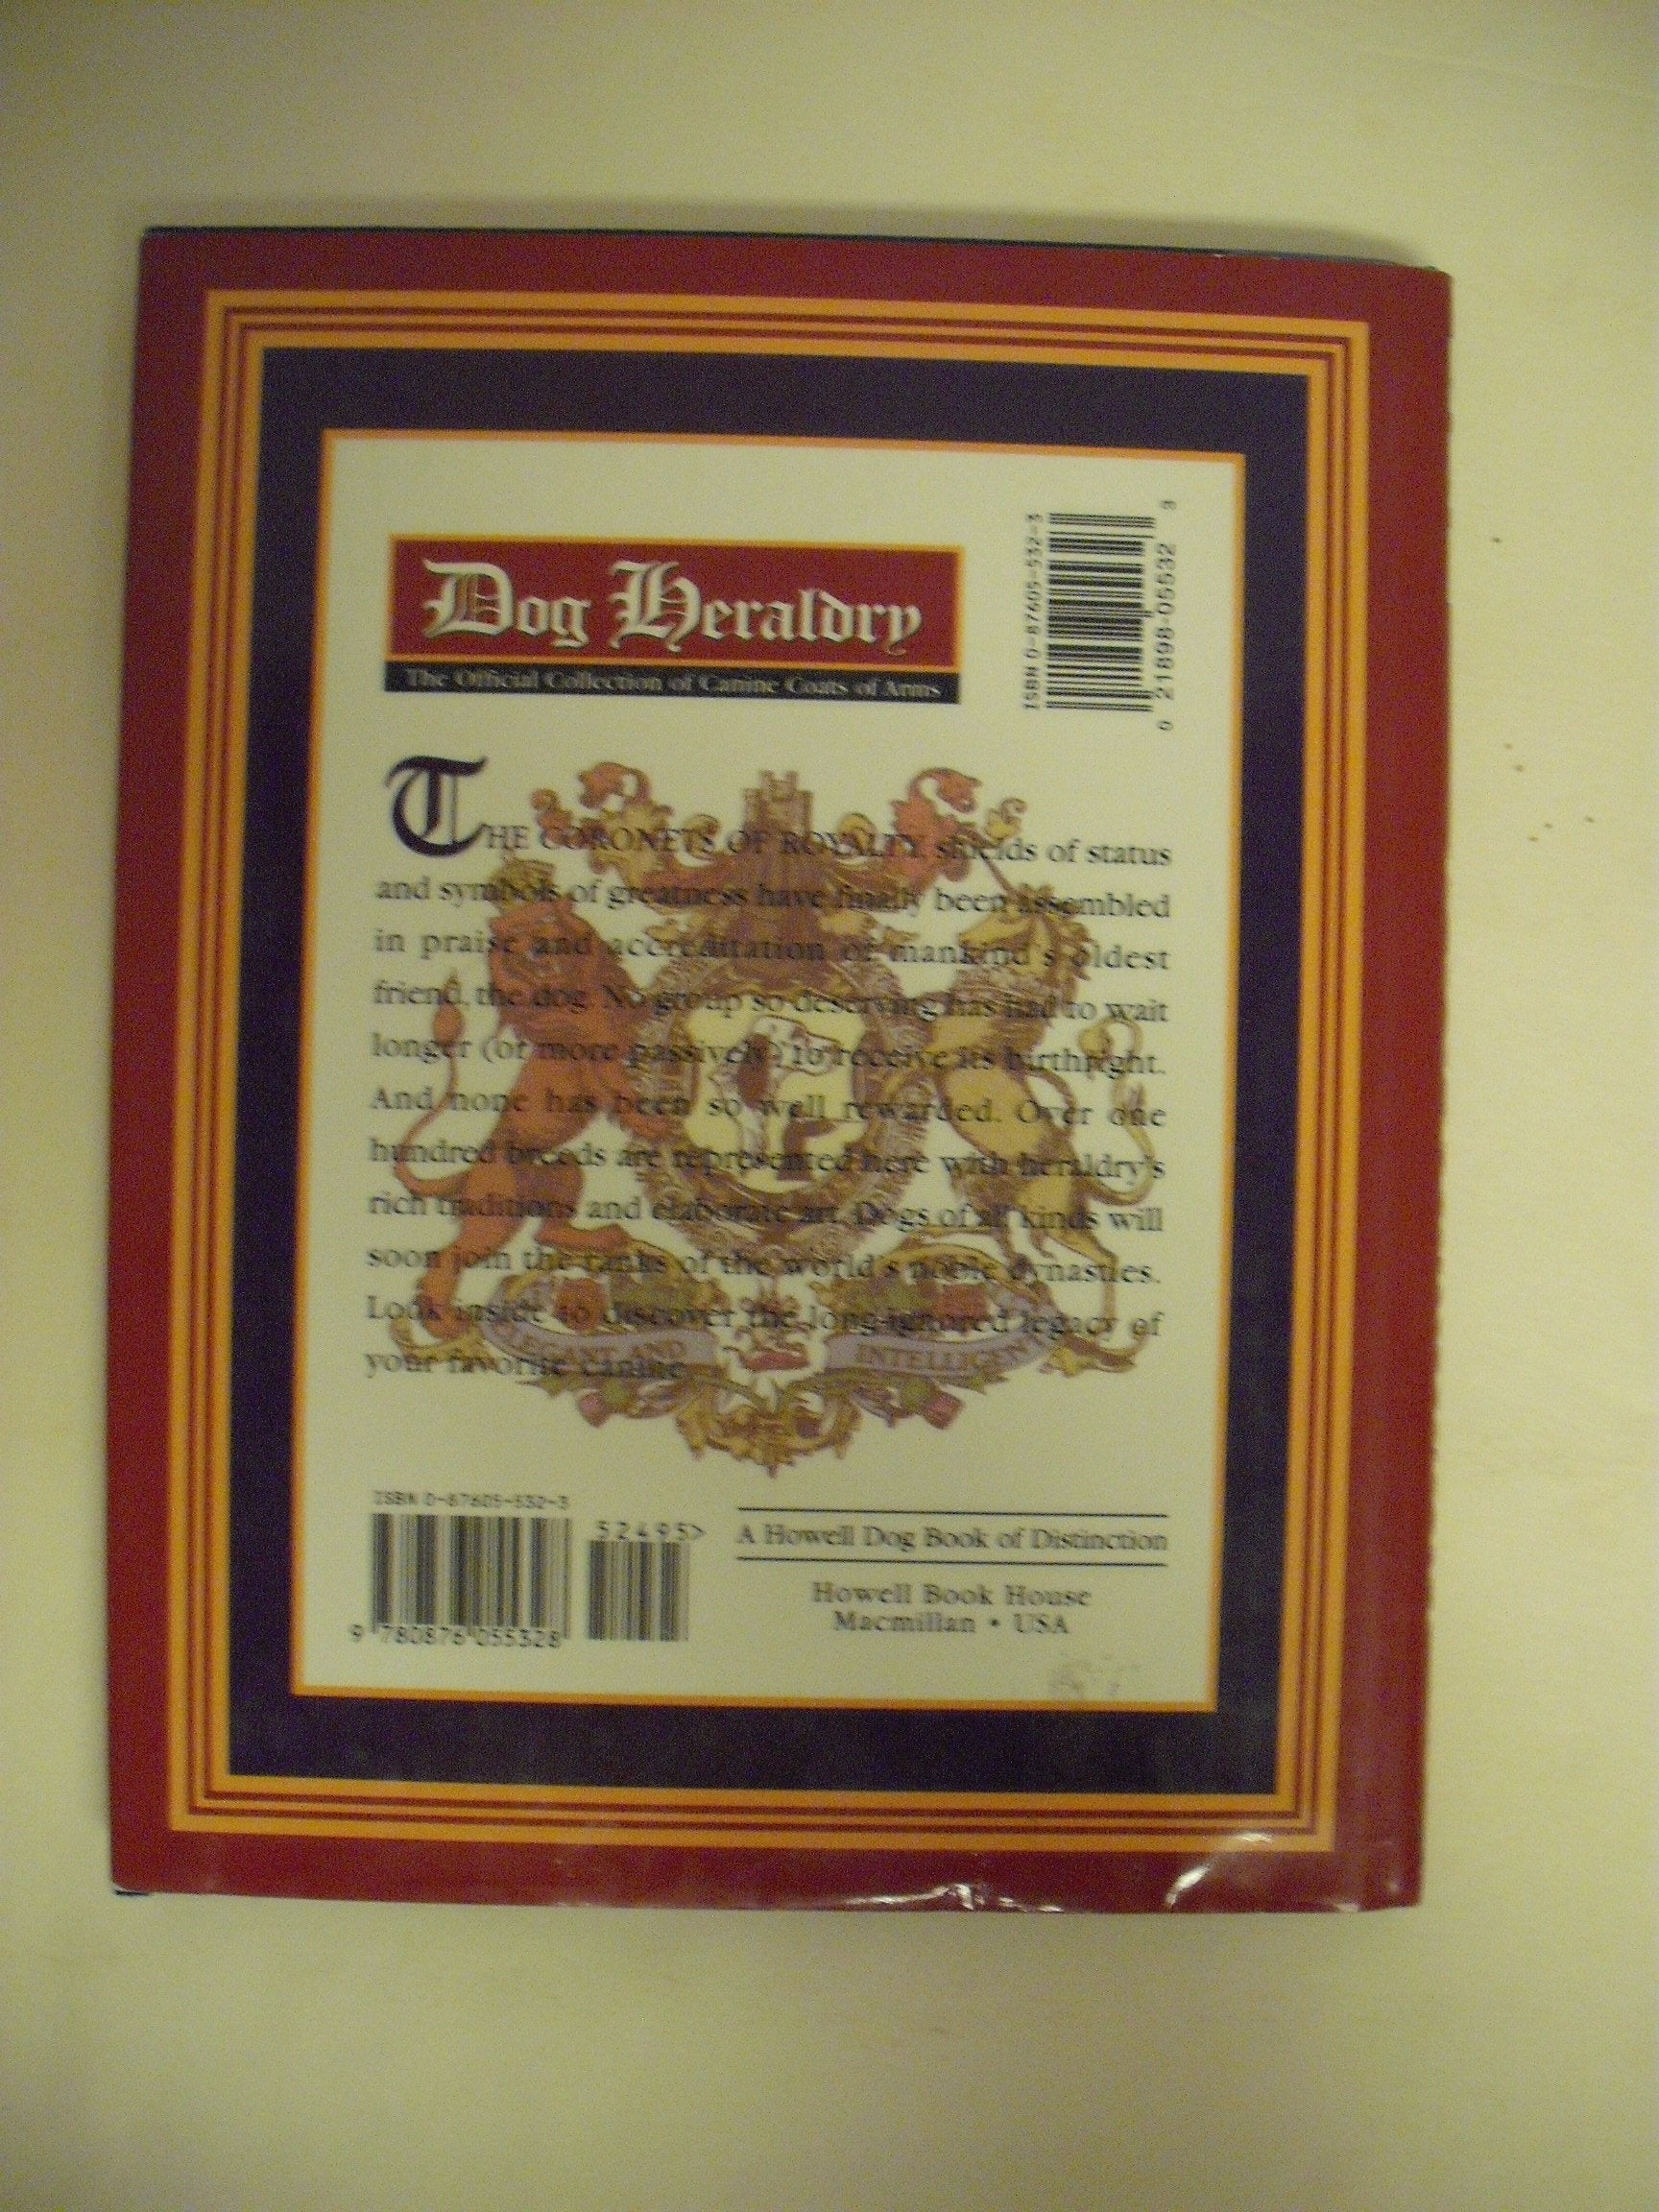 Dog Heraldry
The Official Collection of Canine Coats of Arms
ISBN 0-87605-532-3
0 21898-05532 9
THE CORONETS OF ROYALTY, shields of status
and symbols of greatness have finally been assembled
in praise and accreditation of mankind's oldest
friend, the dog. No group so deserving has had to wait
longer (or more passively) to receive its birthright.
And none has been so well rewarded. Over one
hundred breeds are represented here with heraldry's
rich traditions and elaborate art. Dogs of all kinds will
soon join the ranks of the world's noble dynasties.
Look inside to discover the long-ignored legacy of
your favorite canine.
ELEGANT AND INTELLIGENT
ISBN 0-87605-532-3
52495>
9 780876 055328
A Howell Dog Book of Distinction
Howell Book House
Macmillan • USA